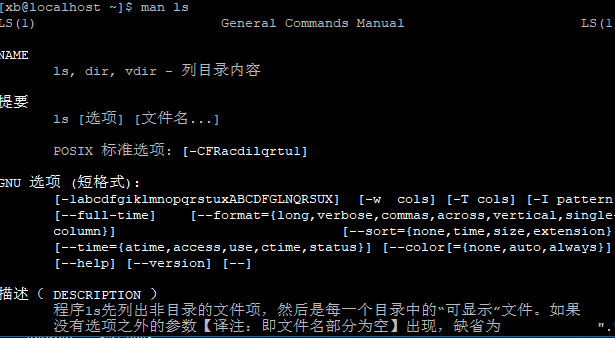 [xb@localhost ~]$ man ls
LS(1) General Commands Manual LS(1
NAME
ls, dir, vdir - 列目录内容
提要
ls [选项] [文件名...]
POSIX 标准选项: [-CFRacdilqrtu1]
GNU 选项 (短格式):
[-1abcdfgiklmnopqrstuxABCDFGLNQRSUX] [-w cols] [-T cols] [-I pattern
[--full-time] [--format={long,verbose,commas,across,vertical,single-
column}] [--sort={none,time,size,extension}
[--time={atime,access,use,ctime,status}] [--color[={none,auto,always}]
[--help] [--version] [--]
描述（ DESCRIPTION ）
程序ls先列出非目录的文件项，然后是每一个目录中的“可显示”文件。如果
没有选项之外的参数【译注：即文件名部分为空】出现，缺省为 ".